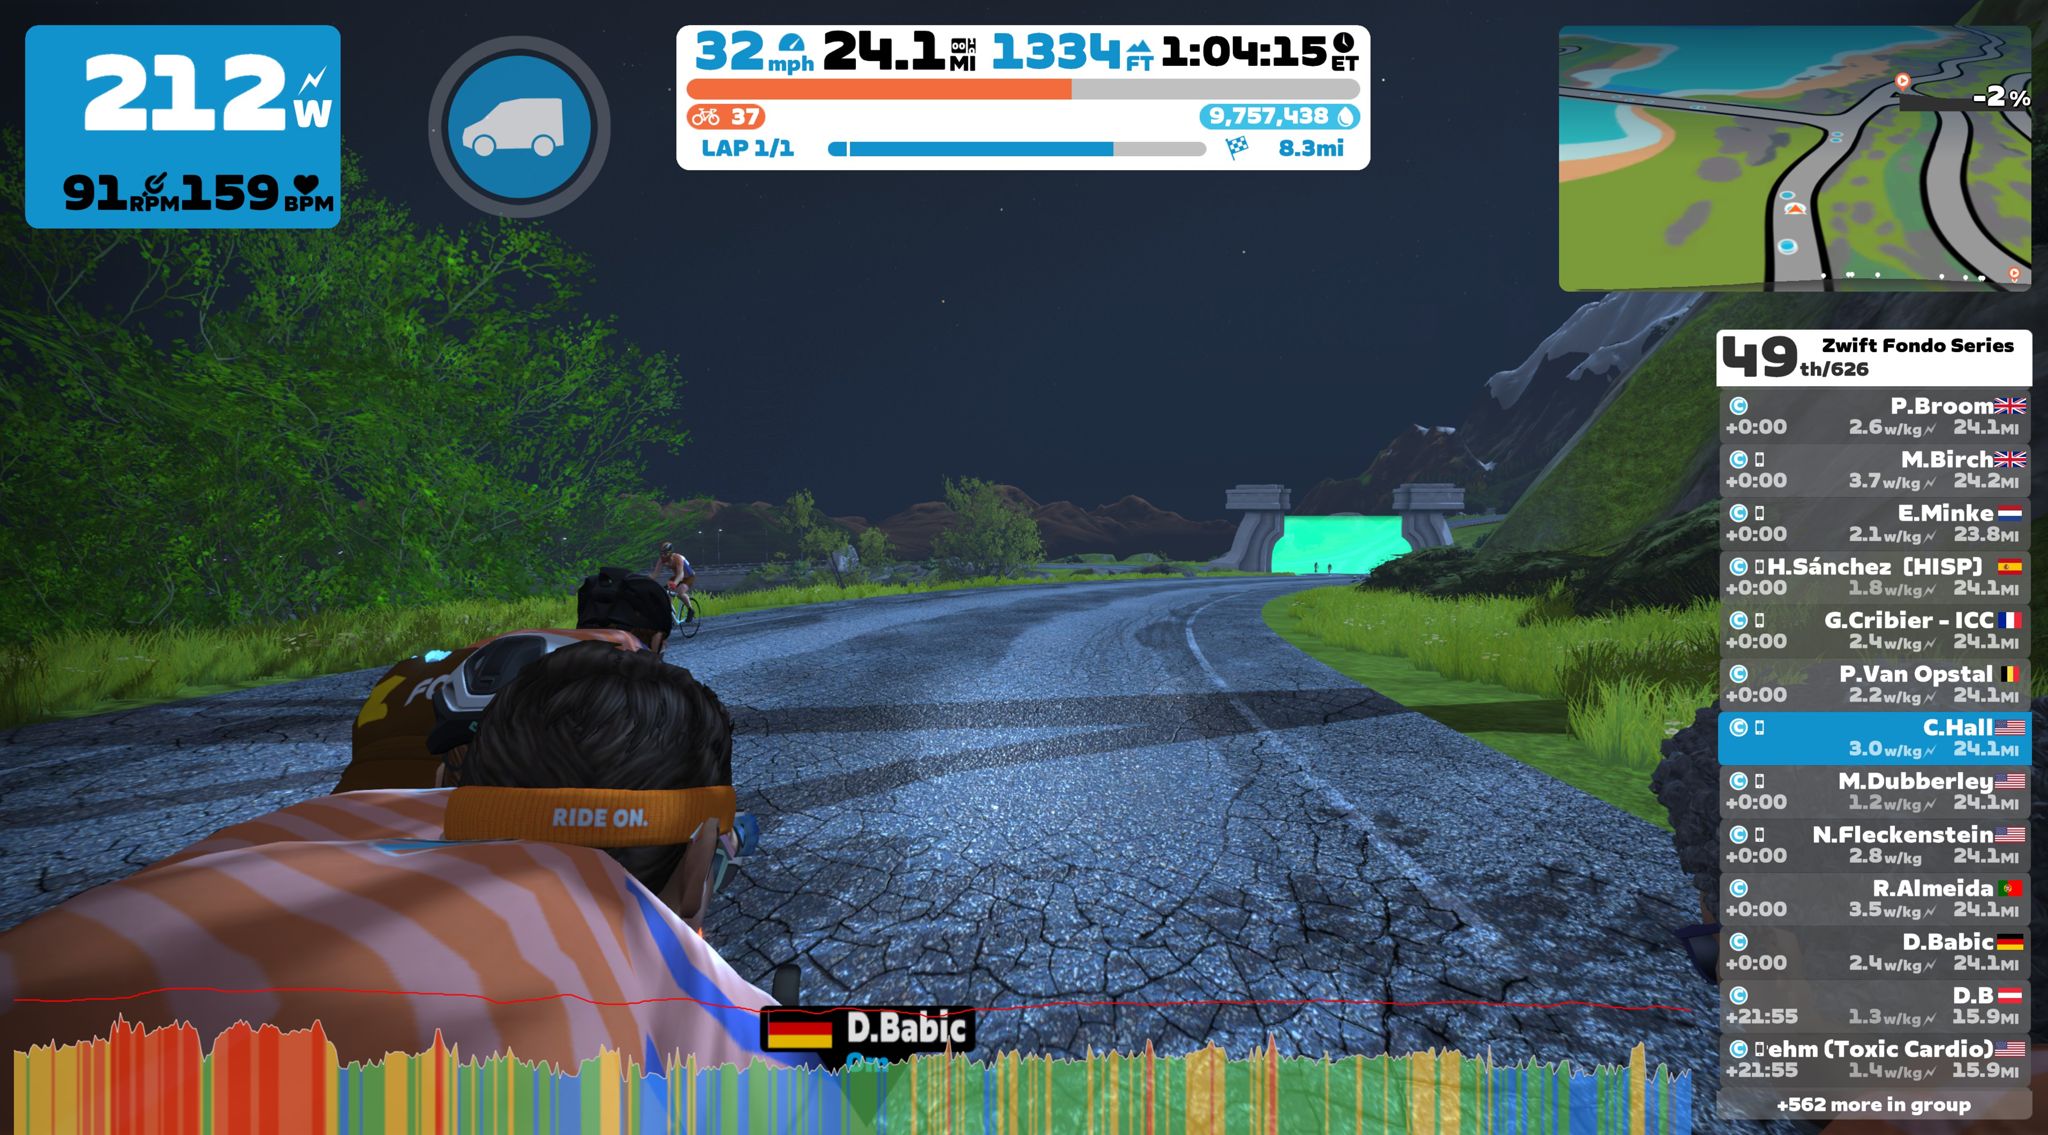 212 W
91 RPM 159 BPM
32 mph 24.1 MI 1334 FT 1:04:15 ET
37
9,757,438
LAP 1/1
8.3mi
-2%
49th/626
Zwift Fondo Series
P.Broom
+0:00 2.6w/kg 24.1MI
M.Birch
+0:00 3.7w/kg 24.2MI
E.Minke
+0:00 2.1w/kg 23.8MI
H.Sánchez (HISP)
+0:00 1.8w/kg 24.1MI
G.Cribier - ICC
+0:00 2.4w/kg 24.1MI
P.Van Opstal
+0:00 2.2w/kg 24.1MI
C.Hall
3.0w/kg 24.1MI
M.Dubberley
+0:00 1.2w/kg 24.1MI
N.Fleckenstein
+0:00 2.8w/kg 24.1MI
R.Almeida
+0:00 3.5w/kg 24.1MI
D.Babic
+0:00 2.4w/kg 24.1MI
D.B
+21:55 1.3w/kg 15.9MI
ehm (Toxic Cardio)
+21:55 1.4w/kg 15.9MI
+562 more in group
RIDE ON.
D.Babic
0m